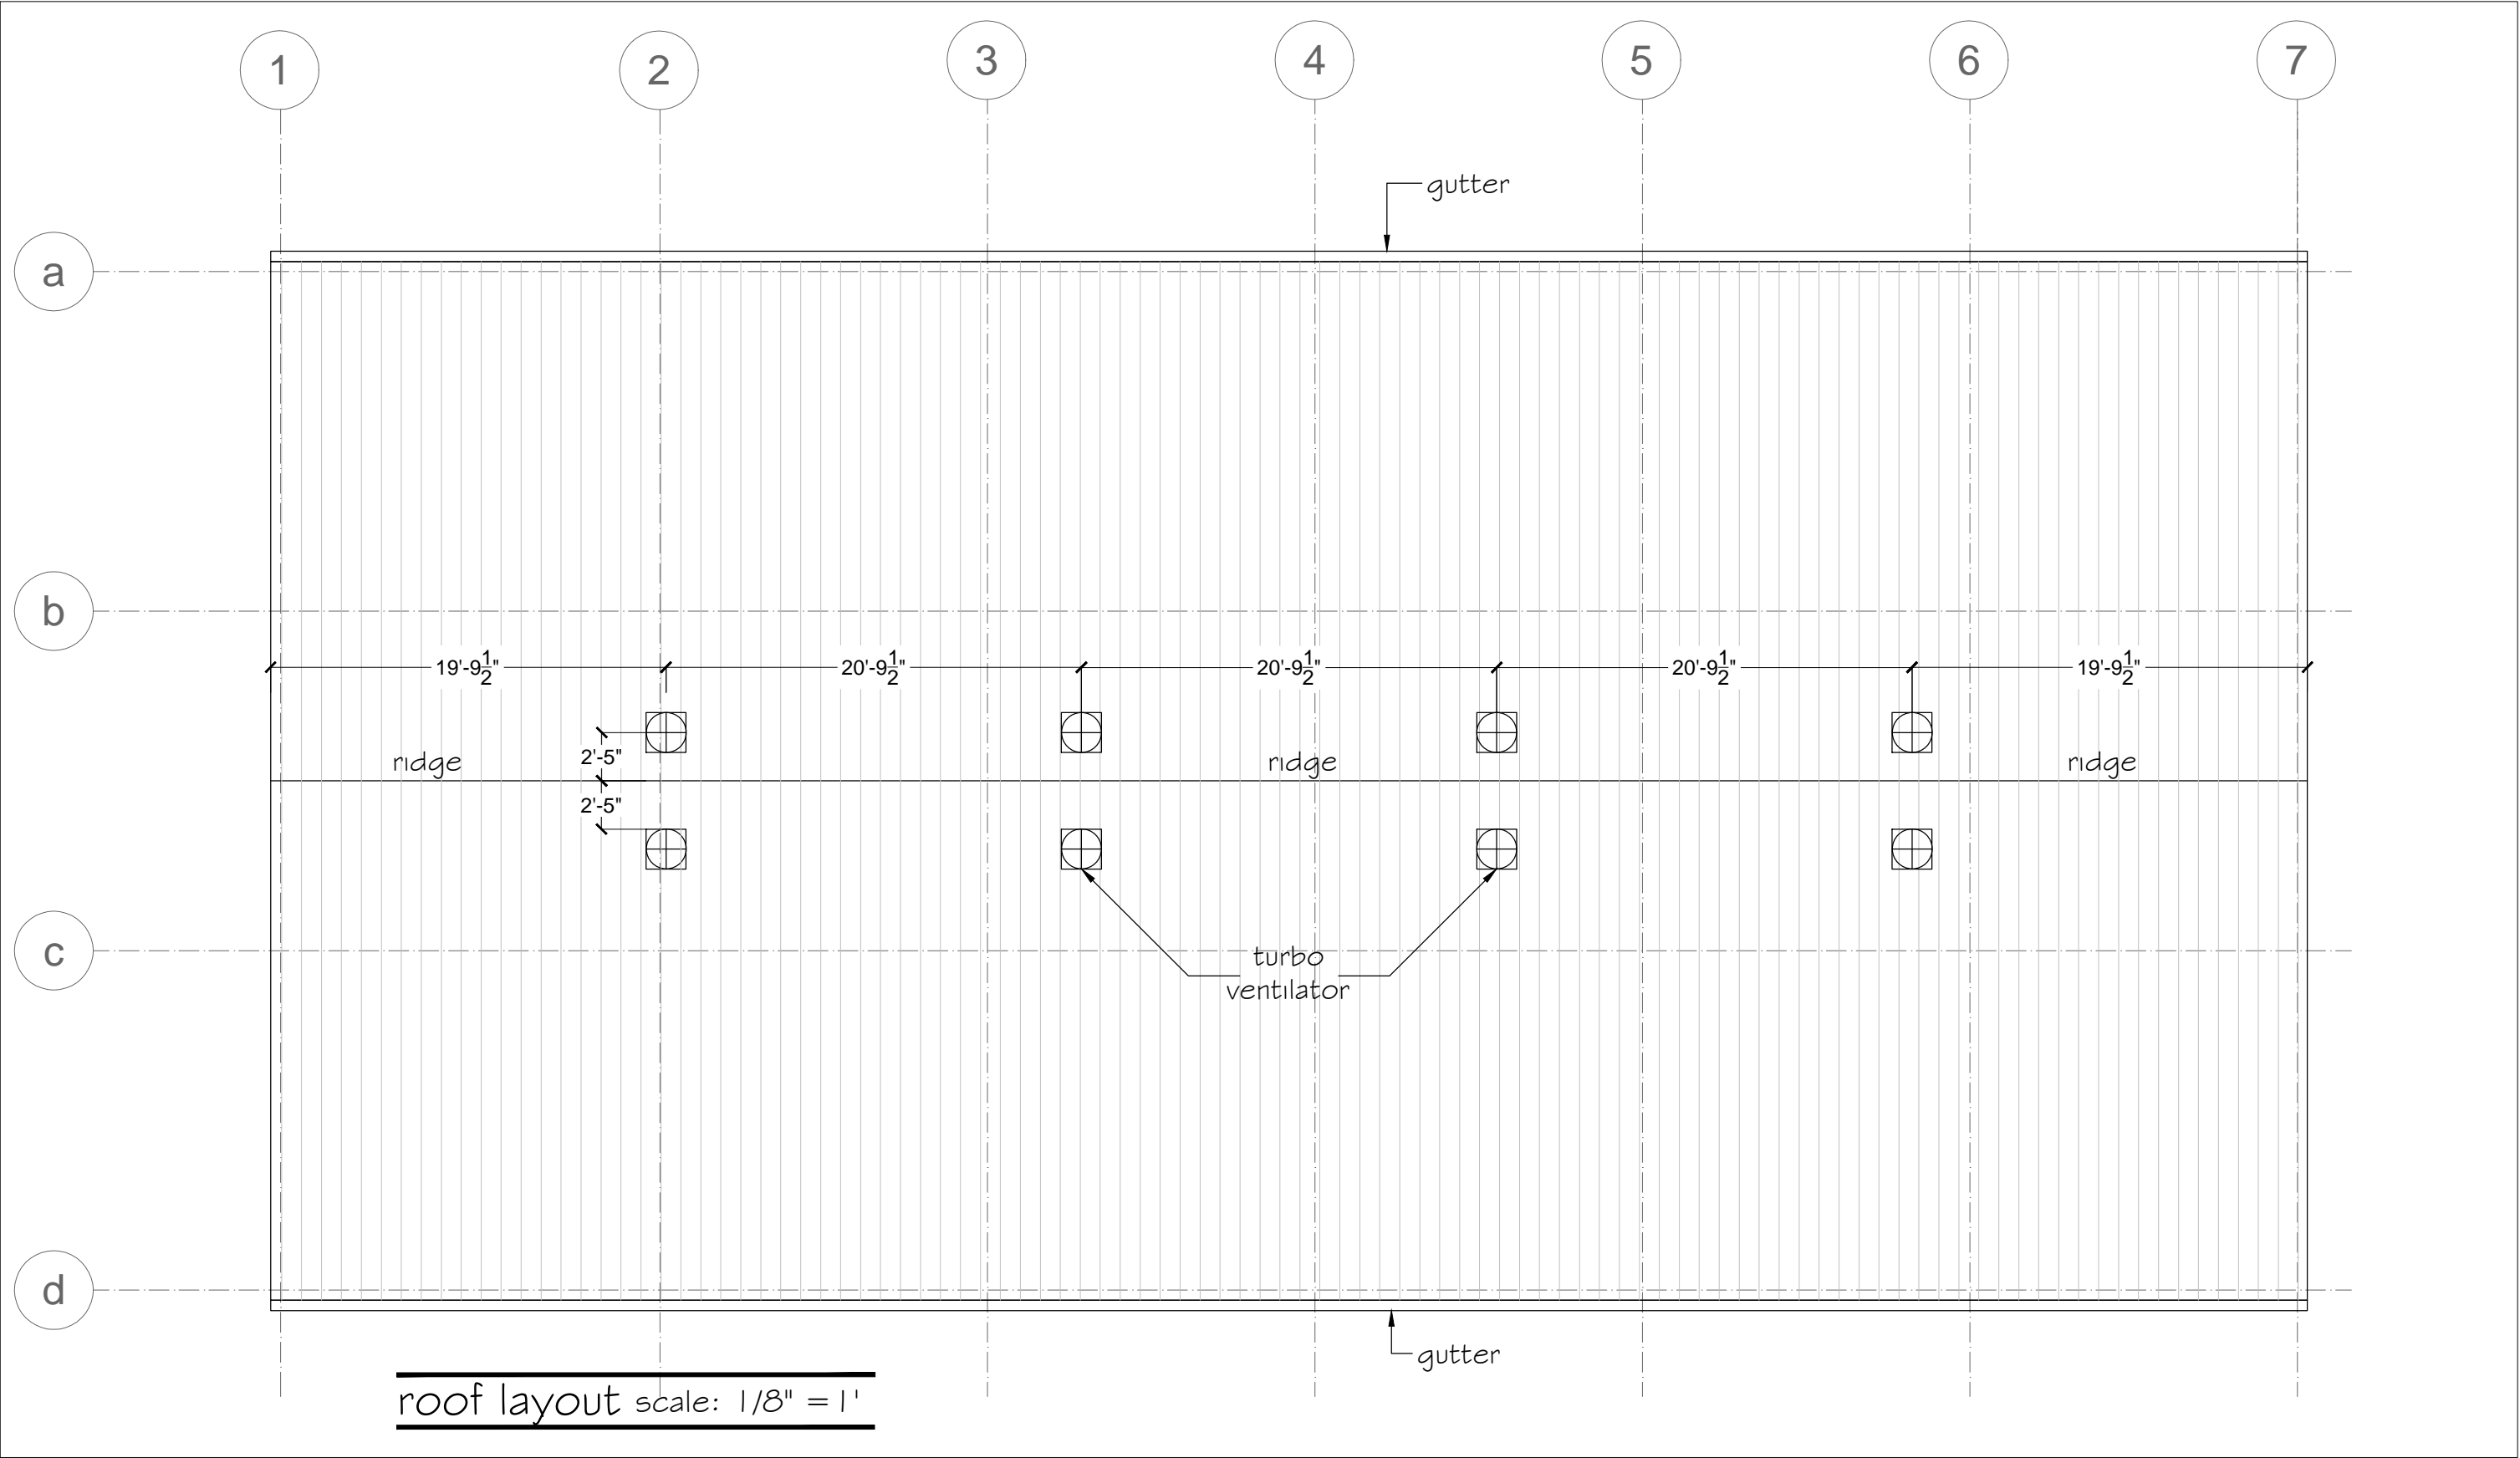 1 2 3 4 5 6 7
gutter
a
b
19'-9 1/2" 20'-9 1/2" 20'-9 1/2" 20'-9 1/2" 19'-9 1/2"
2'-5"
ridge ridge ridge
2'-5"
c
turbo
ventilator
d
gutter
roof layout scale: 1/8" = 1'